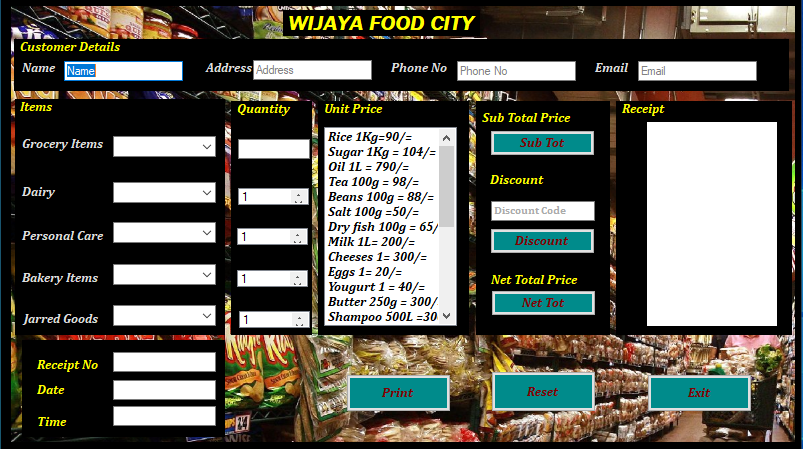 WIJAYA FOOD CITY
Customer Details
Name Name Address Address Phone No Phone No Email Email
Items Quantity Unit Price Sub Total Price Receipt
Grocery Items
Dairy 1
Personal Care 1
Bakery Items 1
Jarred Goods 1
Rice 1Kg=90/=
Sugar 1Kg = 104/=
Oil 1L = 790/=
Tea 100g = 98/=
Beans 100g = 88/=
Salt 100g =50/=
Dry fish 100g = 65/
Milk 1L= 200/=
Cheeses 1= 300/=
Eggs 1= 20/=
Yougurt 1 = 40/=
Butter 250g = 300/
Shampoo 500L =30
Sub Tot
Discount
Discount Code
Discount
Net Total Price
Net Tot
Receipt No
Date
Time
Print Reset Exit